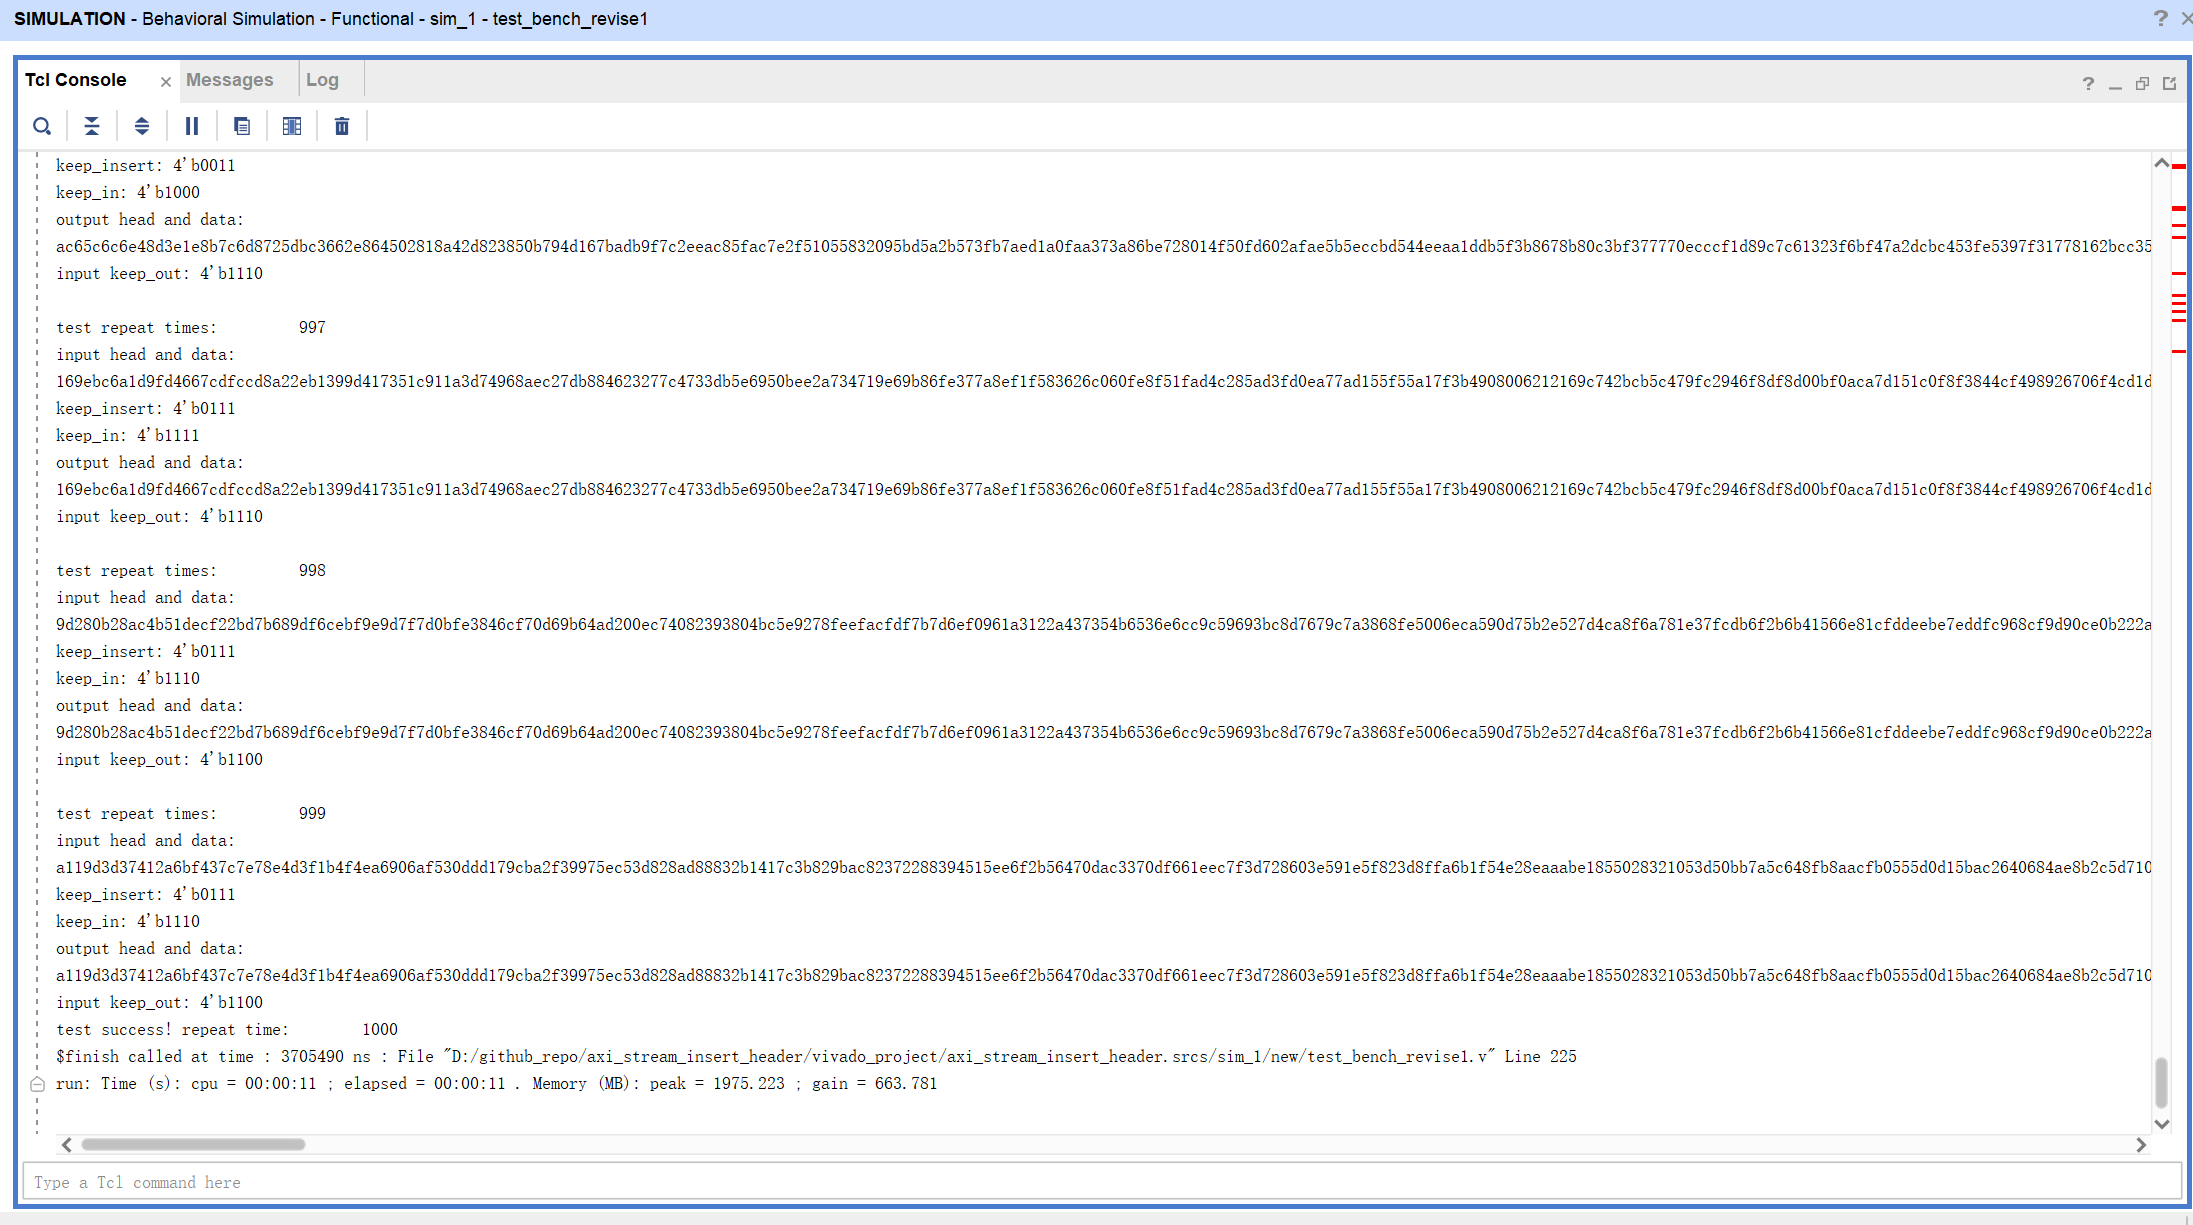 SIMULATION - Behavioral Simulation - Functional - sim_1 - test_bench_revise1
Tcl Console
Messages
Log
keep_insert: 4'b0011
keep_in: 4'b1000
output head and data:
ac65c6c6e48d3e1e8b7c6d8725dbc3662e864502818a42d823850b794d167badb9f7c2eeac85fac7e2f51055832095bd5a2b573fb7aed1a0faa373a86be728014f50fd602afae5b5eccbd544eeaa1ddb5f3b8678b80c3bf377770ecccf1d89c7c61323f6bf47a2dcbc453fe5397f31778162bcc35
input keep_out: 4'b1110
test repeat times: 997
input head and data:
169ebc6a1d9fd4667cdfccd8a22eb1399d417351c911a3d74968aec27db884623277c4733db5e6950bee2a734719e69b86fe377a8ef1f583626c060fe8f51fad4c285ad3fd0ea77ad155f55a17f3b4908006212169c742bcb5c479fc2946f8df8d00bf0aca7d151c0f8f3844cf498926706f4cd1d
keep_insert: 4'b0111
keep_in: 4'b1111
output head and data:
169ebc6a1d9fd4667cdfccd8a22eb1399d417351c911a3d74968aec27db884623277c4733db5e6950bee2a734719e69b86fe377a8ef1f583626c060fe8f51fad4c285ad3fd0ea77ad155f55a17f3b4908006212169c742bcb5c479fc2946f8df8d00bf0aca7d151c0f8f3844cf498926706f4cd1d
input keep_out: 4'b1110
test repeat times: 998
input head and data:
9d280b28ac4b51decf22bd7b689df6cebf9e9d7f7d0bfe3846cf70d69b64ad200ec74082393804bc5e9278feefacfdf7b7d6ef0961a3122a437354b6536e6cc9c59693bc8d7679c7a3868fe5006eca590d75b2e527d4ca8f6a781e37fcdb6f2b6b41566e81cfddeebe7eddfc968cf9d90ce0b222a
keep_insert: 4'b0111
keep_in: 4'b1110
output head and data:
9d280b28ac4b51decf22bd7b689df6cebf9e9d7f7d0bfe3846cf70d69b64ad200ec74082393804bc5e9278feefacfdf7b7d6ef0961a3122a437354b6536e6cc9c59693bc8d7679c7a3868fe5006eca590d75b2e527d4ca8f6a781e37fcdb6f2b6b41566e81cfddeebe7eddfc968cf9d90ce0b222a
input keep_out: 4'b1100
test repeat times: 999
input head and data:
a119d3d37412a6bf437c7e78e4d3f1b4f4ea6906af530ddd179cba2f39975ec53d828ad88832b1417c3b829bac82372288394515ee6f2b56470dac3370df661eec7f3d728603e591e5f823d8ffa6b1f54e28eaaabe1855028321053d50bb7a5c648fb8aacfb0555d0d15bac2640684ae8b2c5d710
keep_insert: 4'b0111
keep_in: 4'b1110
output head and data:
a119d3d37412a6bf437c7e78e4d3f1b4f4ea6906af530ddd179cba2f39975ec53d828ad88832b1417c3b829bac82372288394515ee6f2b56470dac3370df661eec7f3d728603e591e5f823d8ffa6b1f54e28eaaabe1855028321053d50bb7a5c648fb8aacfb0555d0d15bac2640684ae8b2c5d710
input keep_out: 4'b1100
test success! repeat time: 1000
$finish called at time : 3705490 ns : File "D:/github_repo/axi_stream_insert_header/vivado_project/axi_stream_insert_header.srcs/sim_1/new/test_bench_revise1.v" Line 225
run: Time (s): cpu = 00:00:11 ; elapsed = 00:00:11 . Memory (MB): peak = 1975.223 ; gain = 663.781
Type a Tcl command here